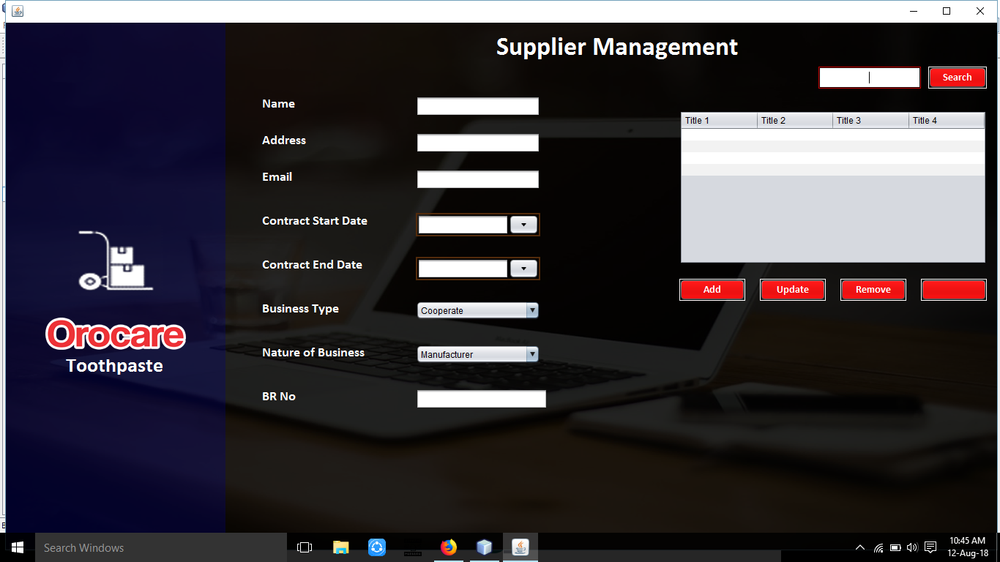 Supplier Management
Search
Name
Address
Email
Contract Start Date
Contract End Date
Business Type
Cooperate
Nature of Business
Manufacturer
BR No
Title 1 Title 2 Title 3 Title 4
Add Update Remove
Orocare
Toothpaste
Search Windows
10:45 AM
12-Aug-18